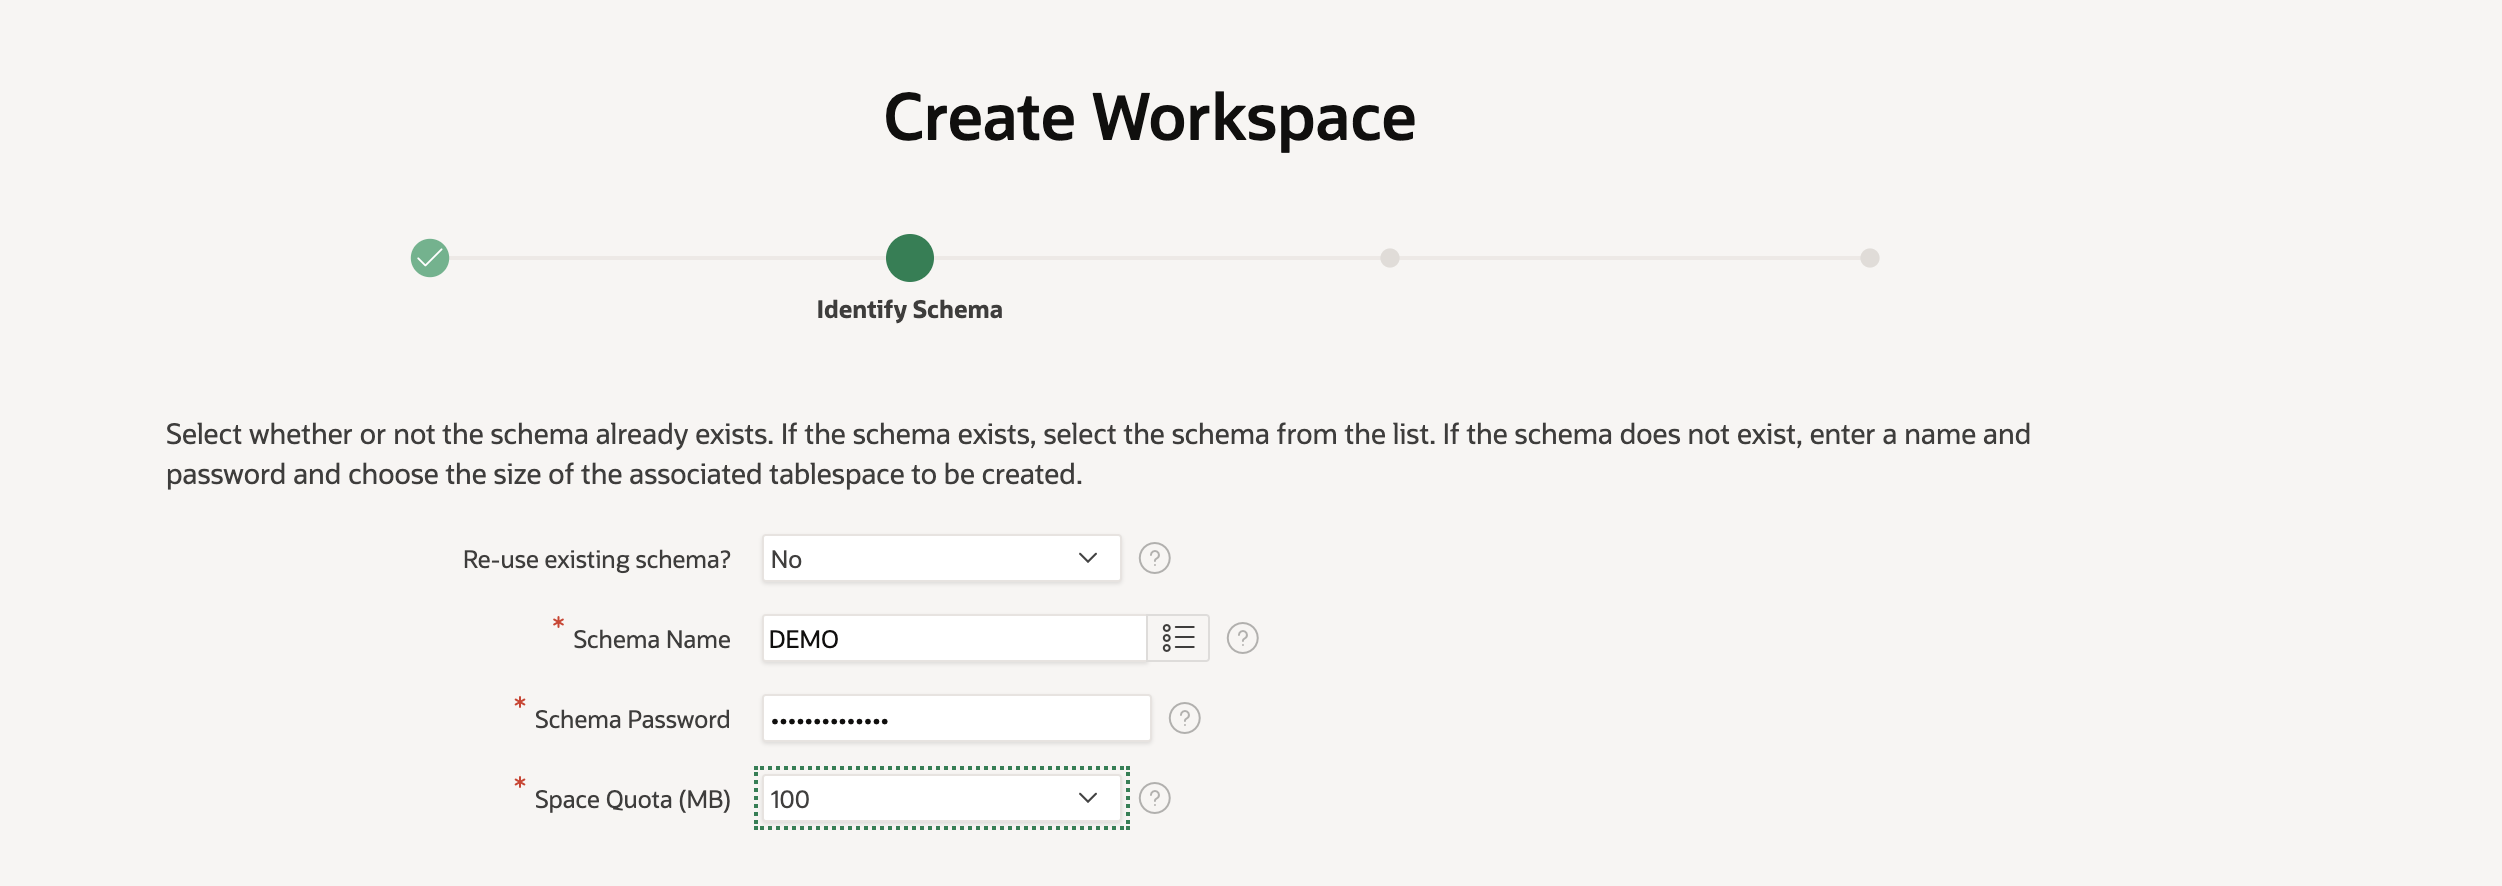 Create Workspace
Identify Schema
Select whether or not the schema already exists. If the schema exists, select the schema from the list. If the schema does not exist, enter a name and
password and choose the size of the associated tablespace to be created.
Re-use existing schema? No ?
* Schema Name DEMO ?
* Schema Password •••••••••••••• ?
* Space Quota (MB) 100 ?